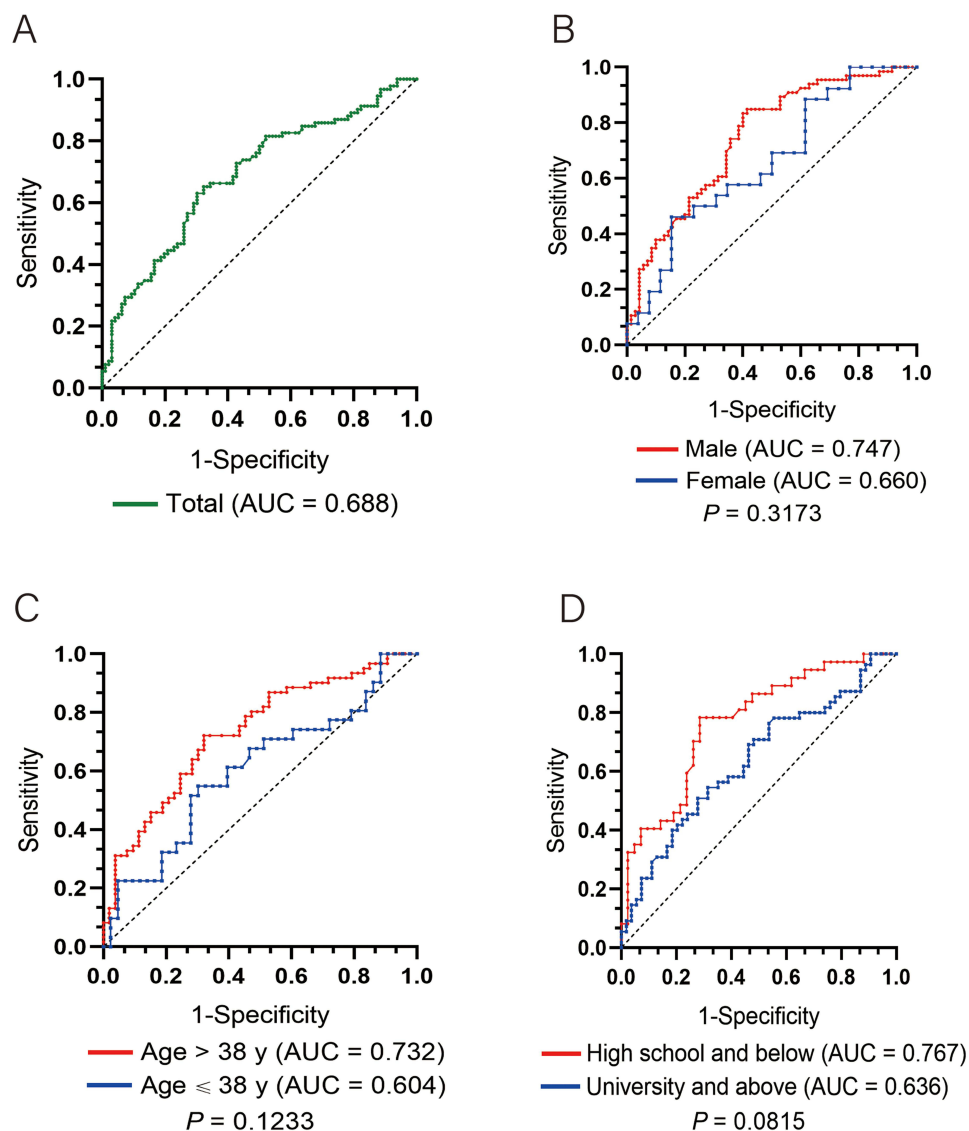 A
1.0
0.8
0.6
0.4
0.2
0.0
Sensitivity
0.0 0.2 0.4 0.6 0.8 1.0
1-Specificity
Total (AUC = 0.688)
B
1.0
0.8
0.6
0.4
0.2
0.0
Sensitivity
0.0 0.2 0.4 0.6 0.8 1.0
1-Specificity
Male (AUC = 0.747)
Female (AUC = 0.660)
P = 0.3173
C
1.0
0.8
0.6
0.4
0.2
0.0
Sensitivity
0.0 0.2 0.4 0.6 0.8 1.0
1-Specificity
Age > 38 y (AUC = 0.732)
Age ⩽ 38 y (AUC = 0.604)
P = 0.1233
D
1.0
0.8
0.6
0.4
0.2
0.0
Sensitivity
0.0 0.2 0.4 0.6 0.8 1.0
1-Specificity
High school and below (AUC = 0.767)
University and above (AUC = 0.636)
P = 0.0815